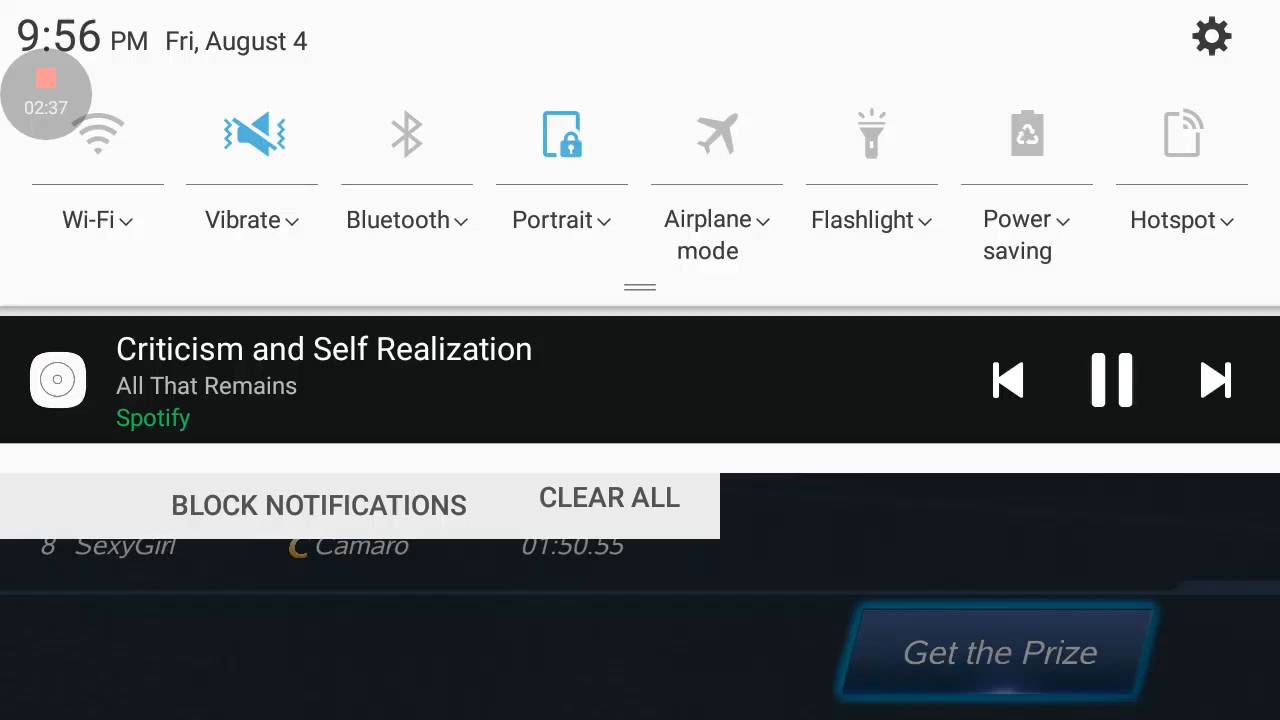 9:56 PM Fri, August 4
02:37
Wi-Fi Vibrate Bluetooth Portrait Airplane mode Flashlight Power saving Hotspot
Criticism and Self Realization
All That Remains
Spotify
BLOCK NOTIFICATIONS CLEAR ALL
8 SexyGirl Camaro 01:50.55
Get the Prize